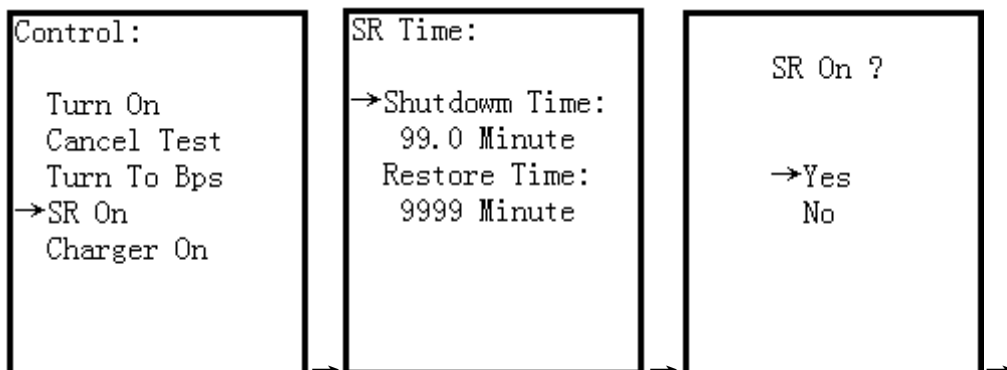 Control:
Turn On
Cancel Test
Turn To Bps
→SR On
Charger On
SR Time:
→Shutdowm Time:
99.0 Minute
Restore Time:
9999 Minute
SR On ?
→Yes
No